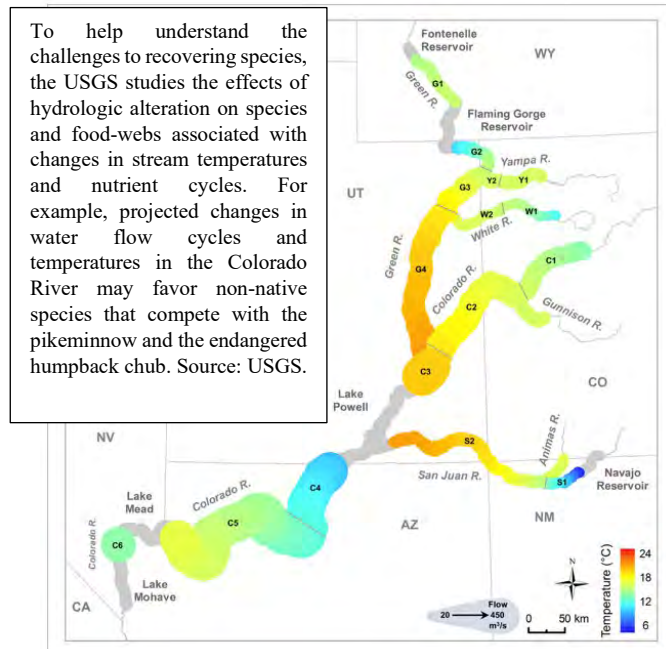 To help understand the
challenges to recovering species,
the USGS studies the effects of
hydrologic alteration on species
and food-webs associated with
changes in stream temperatures
and nutrient cycles. For
example, projected changes in
water flow cycles and
temperatures in the Colorado
River may favor non-native
species that compete with the
pikeminnow and the endangered
humpback chub. Source: USGS.
Fontenelle
Reservoir
WY
G1
Green R.
Flaming Gorge
Reservoir
G2
Yampa R.
UT
G3
Y2
Y1
W2
W1
White R.
Green R.
G4
C1
Colorado R.
C2
Gunnison R.
C3
CO
Lake
Powell
NV
S2
Animas R.
San Juan R.
S1
Navajo
Reservoir
C4
Lake
Mead
Colorado R.
C5
AZ
NM
Colorado R.
C6
Lake
Mohave
CA
N
Flow
20
450
m³/s
0
50 km
Temperature (°C)
24
18
12
6